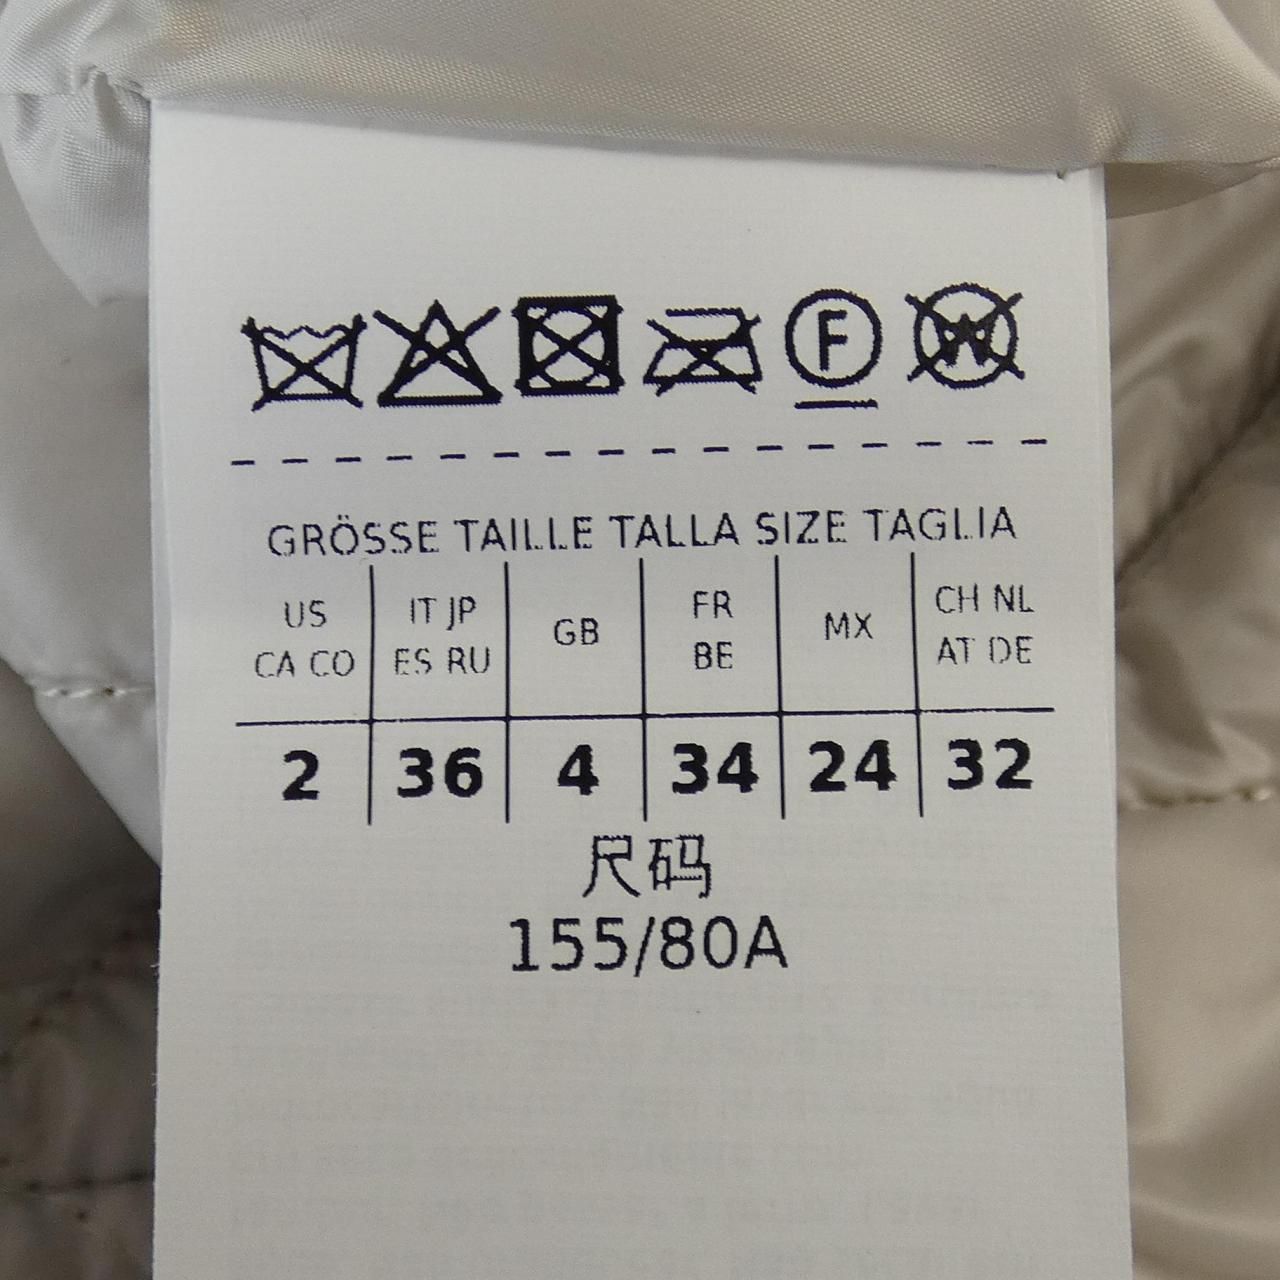 F W
GRÖSSE TAILLE TALLA SIZE TAGLIA
US IT JP GB FR MX CH NL
CA CO ES RU BE AT DE
2 36 4 34 24 32
尺码
155/80A